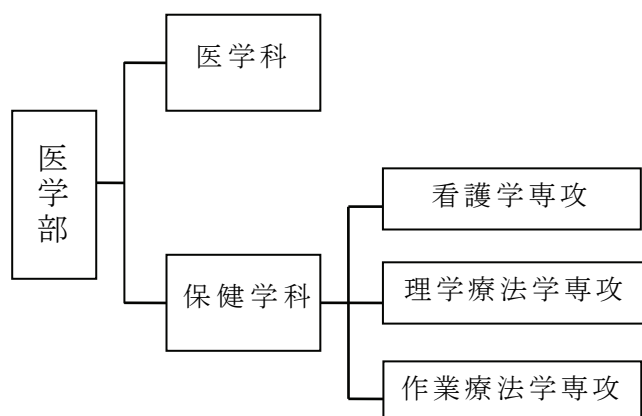 医学部
医学科
保健学科
看護学専攻
理学療法学専攻
作業療法学専攻